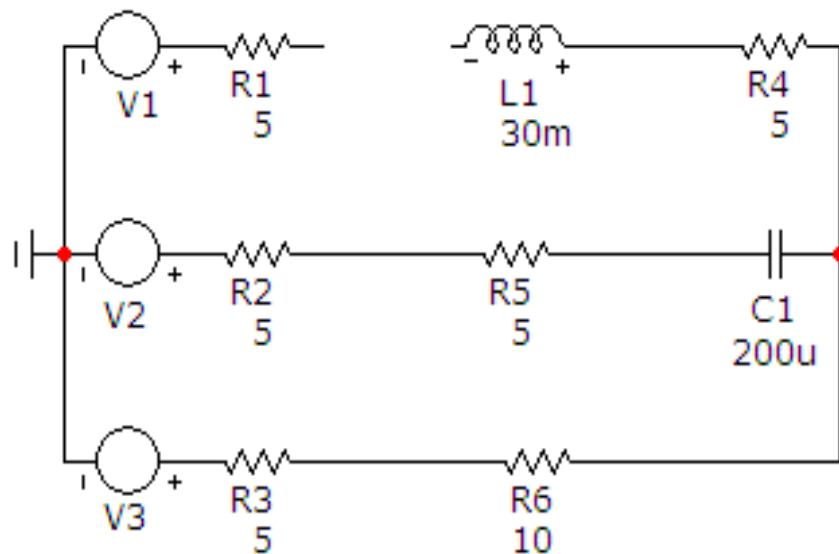 - + - +
V1 R1 L1 R4
5 30m 5
- +
V2 R2 R5 C1
5 5 200u
- +
V3 R3 R6
5 10